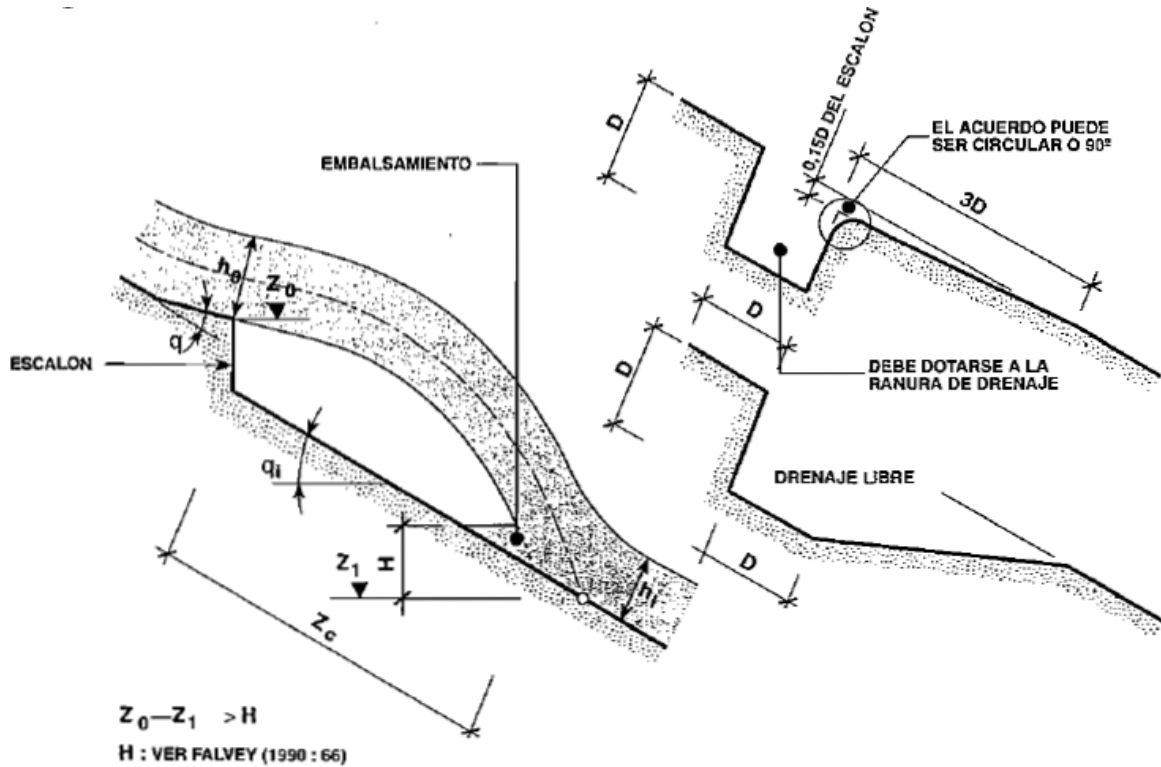 EMBALSAMIENTO
h₀
Z₀
q
ESCALON
qᵢ
Z₁
H
hᵢ
Z꜀
Z₀—Z₁ > H
H : VER FALVEY (1990 : 66)
D
0,15D DEL ESCALON
EL ACUERDO PUEDE
SER CIRCULAR O 90º
3D
D
DEBE DOTARSE A LA
RANURA DE DRENAJE
D
DRENAJE LIBRE
D